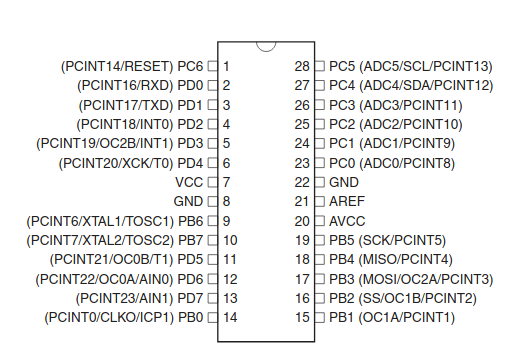 (PCINT14/RESET) PC6 1 28 PC5 (ADC5/SCL/PCINT13)
(PCINT16/RXD) PD0 2 27 PC4 (ADC4/SDA/PCINT12)
(PCINT17/TXD) PD1 3 26 PC3 (ADC3/PCINT11)
(PCINT18/INT0) PD2 4 25 PC2 (ADC2/PCINT10)
(PCINT19/OC2B/INT1) PD3 5 24 PC1 (ADC1/PCINT9)
(PCINT20/XCK/T0) PD4 6 23 PC0 (ADC0/PCINT8)
VCC 7 22 GND
GND 8 21 AREF
(PCINT6/XTAL1/TOSC1) PB6 9 20 AVCC
(PCINT7/XTAL2/TOSC2) PB7 10 19 PB5 (SCK/PCINT5)
(PCINT21/OC0B/T1) PD5 11 18 PB4 (MISO/PCINT4)
(PCINT22/OC0A/AIN0) PD6 12 17 PB3 (MOSI/OC2A/PCINT3)
(PCINT23/AIN1) PD7 13 16 PB2 (SS/OC1B/PCINT2)
(PCINT0/CLKO/ICP1) PB0 14 15 PB1 (OC1A/PCINT1)